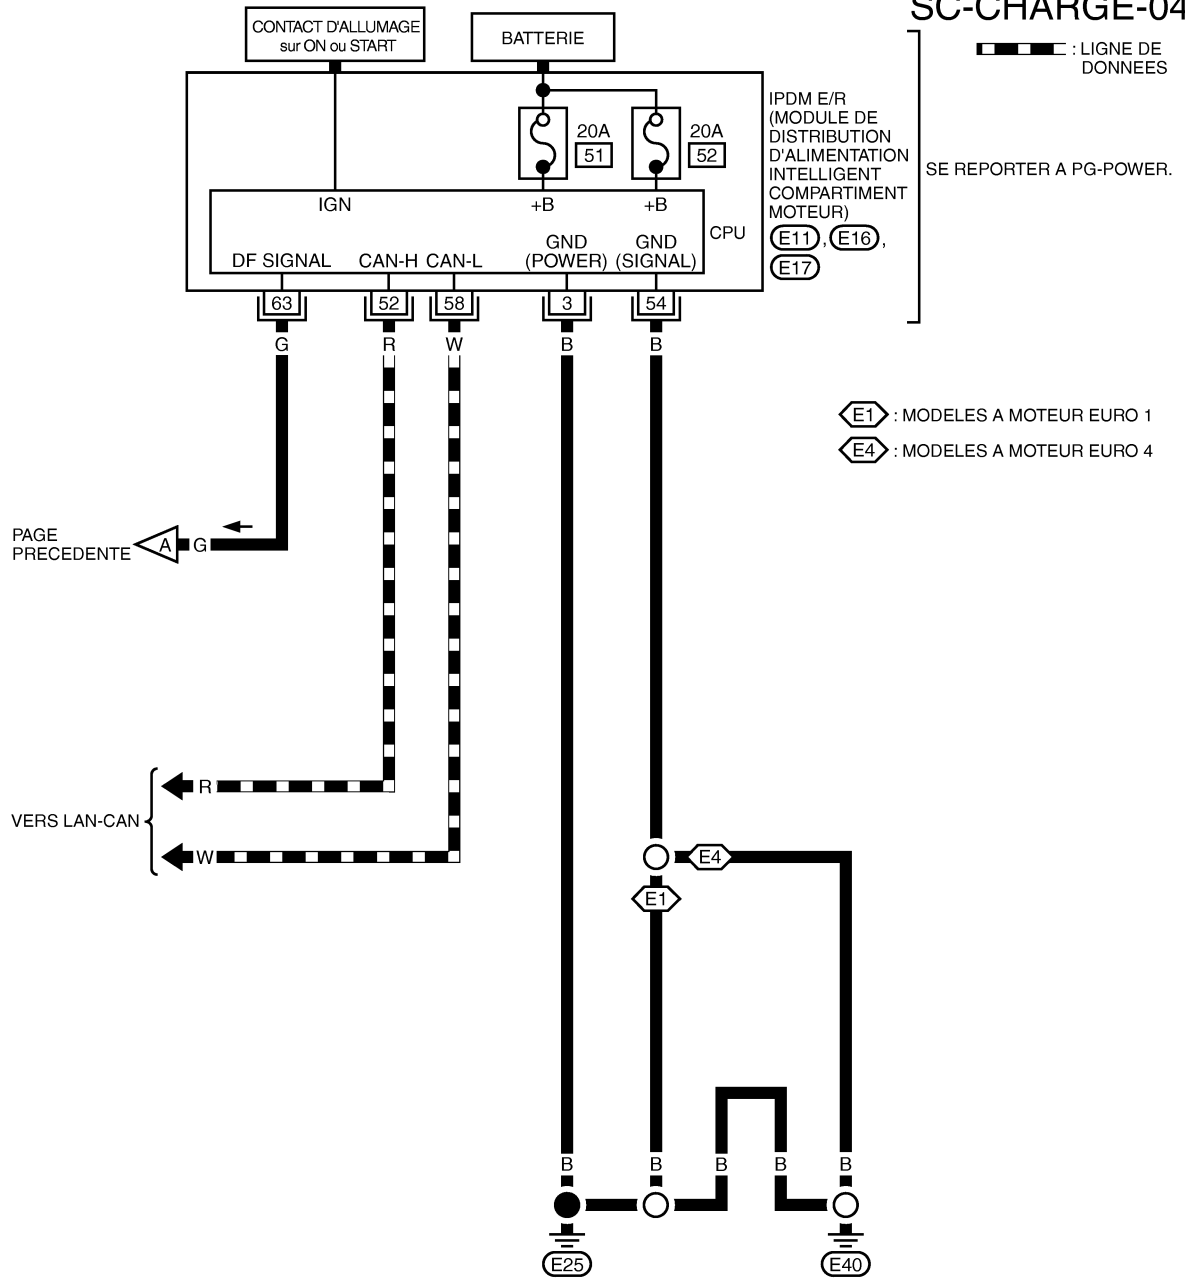 SC-CHARGE-04
CONTACT D'ALLUMAGE
sur ON ou START
BATTERIE
: LIGNE DE
DONNEES
20A
51
20A
52
IPDM E/R
(MODULE DE
DISTRIBUTION
D'ALIMENTATION
INTELLIGENT
COMPARTIMENT
MOTEUR)
E11, E16,
E17
SE REPORTER A PG-POWER.
IGN
+B
+B
CPU
DF SIGNAL
CAN-H
CAN-L
GND
(POWER)
GND
(SIGNAL)
63
52
58
3
54
G
R
W
B
B
E1 : MODELES A MOTEUR EURO 1
E4 : MODELES A MOTEUR EURO 4
PAGE
PRECEDENTE
A
G
VERS LAN-CAN
R
W
E4
E1
B
B
B
B
B
E25
E40